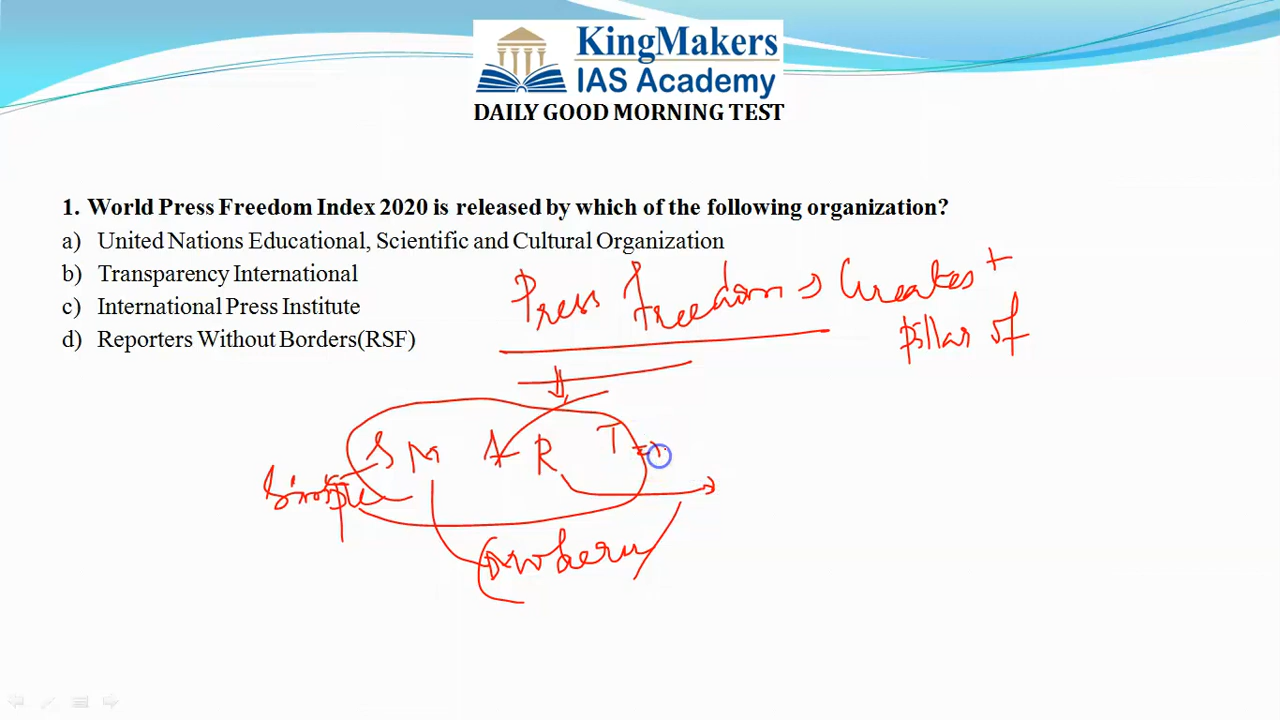 KingMakers
IAS Academy
DAILY GOOD MORNING TEST
1. World Press Freedom Index 2020 is released by which of the following organization?
a) United Nations Educational, Scientific and Cultural Organization
b) Transparency International
c) International Press Institute
d) Reporters Without Borders(RSF)
Press freedom → Creates +
pillar of
S M A R T
Simple